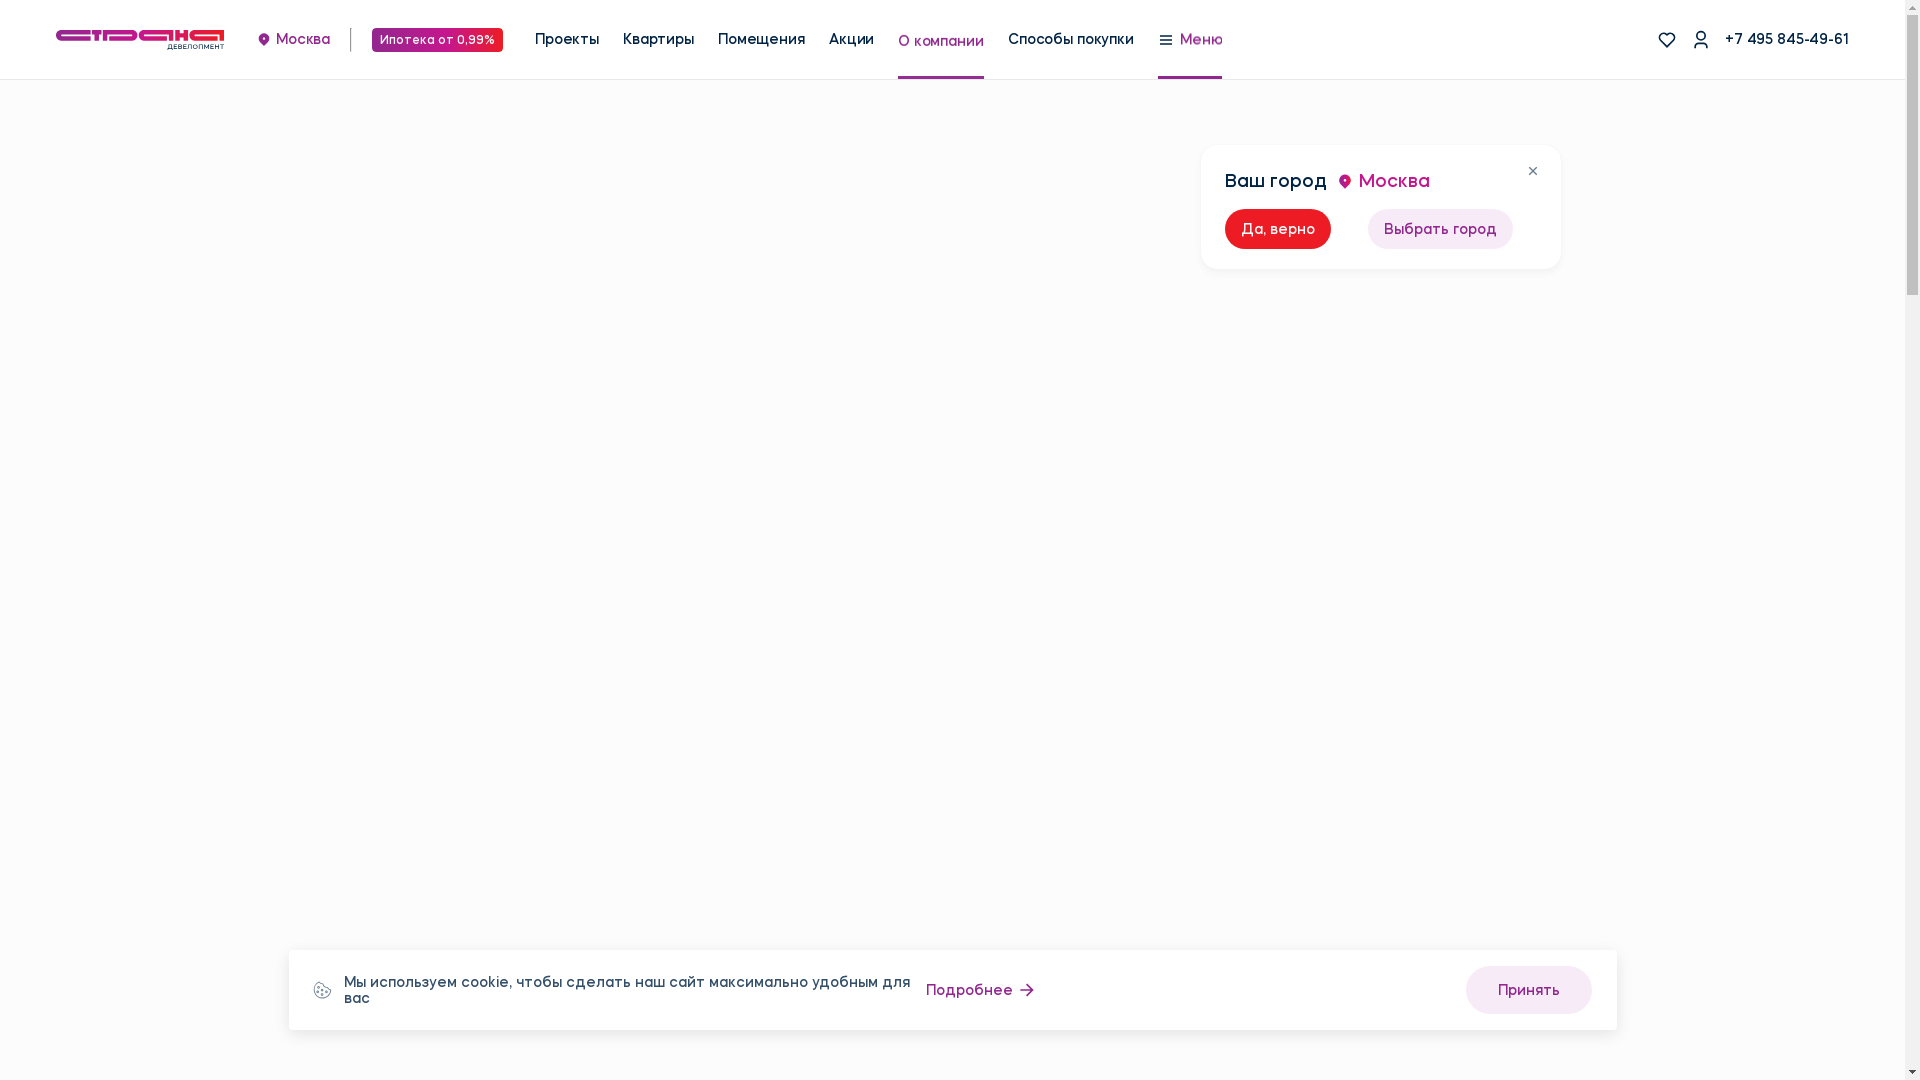 страна
ДЕВЕЛОПМЕНТ
Москва
Ипотека от 0,99%
Проекты
Квартиры
Помещения
Акции
О компании
Способы покупки
Меню
+7 495 845-49-61
Ваш город Москва
Да, верно
Выбрать город
Мы используем cookie, чтобы сделать наш сайт максимально удобным для
вас
Подробнее
Принять